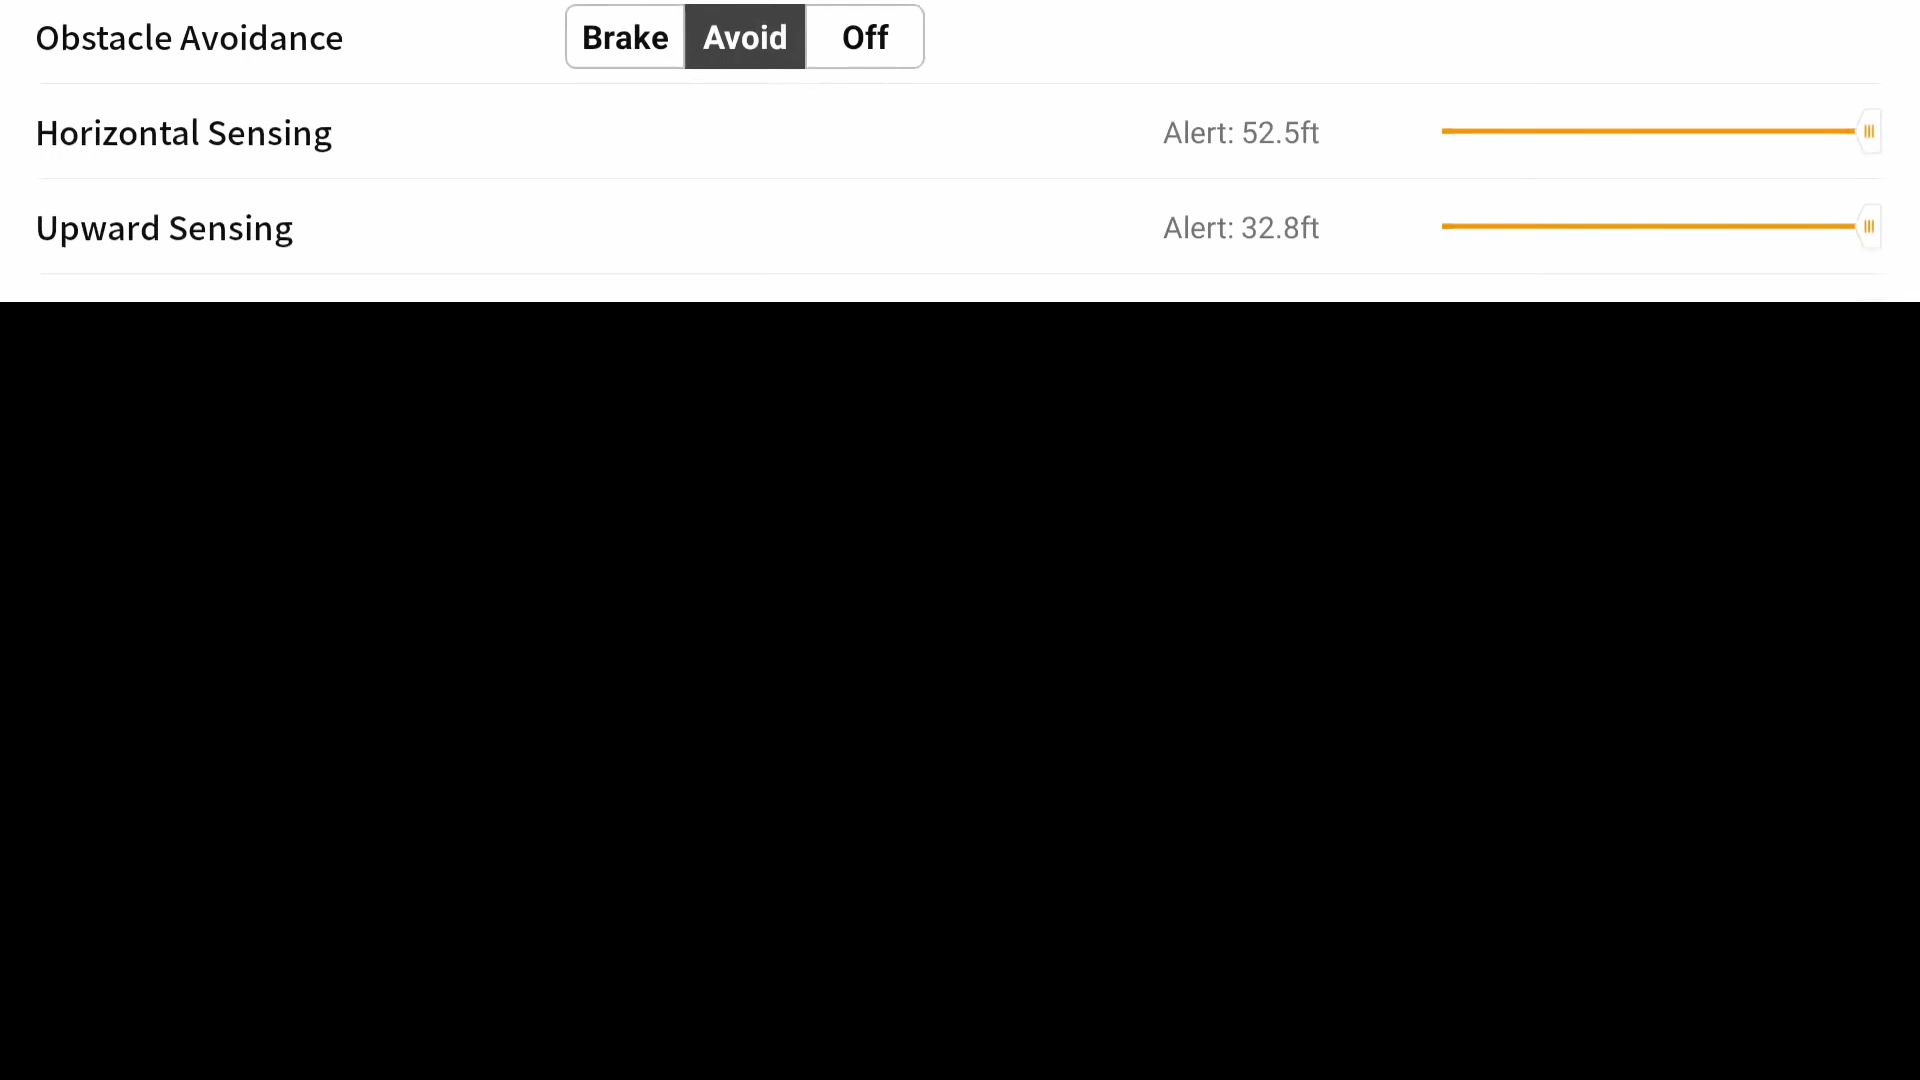 Obstacle Avoidance Brake Avoid Off
Horizontal Sensing Alert: 52.5ft
Upward Sensing Alert: 32.8ft